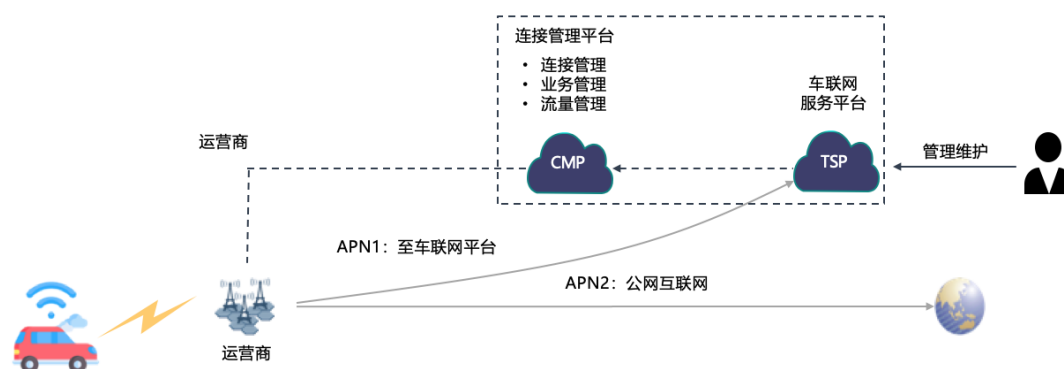 连接管理平台
• 连接管理
• 业务管理
• 流量管理
车联网
服务平台
运营商
CMP
TSP
管理维护
APN1：至车联网平台
APN2：公网互联网
运营商